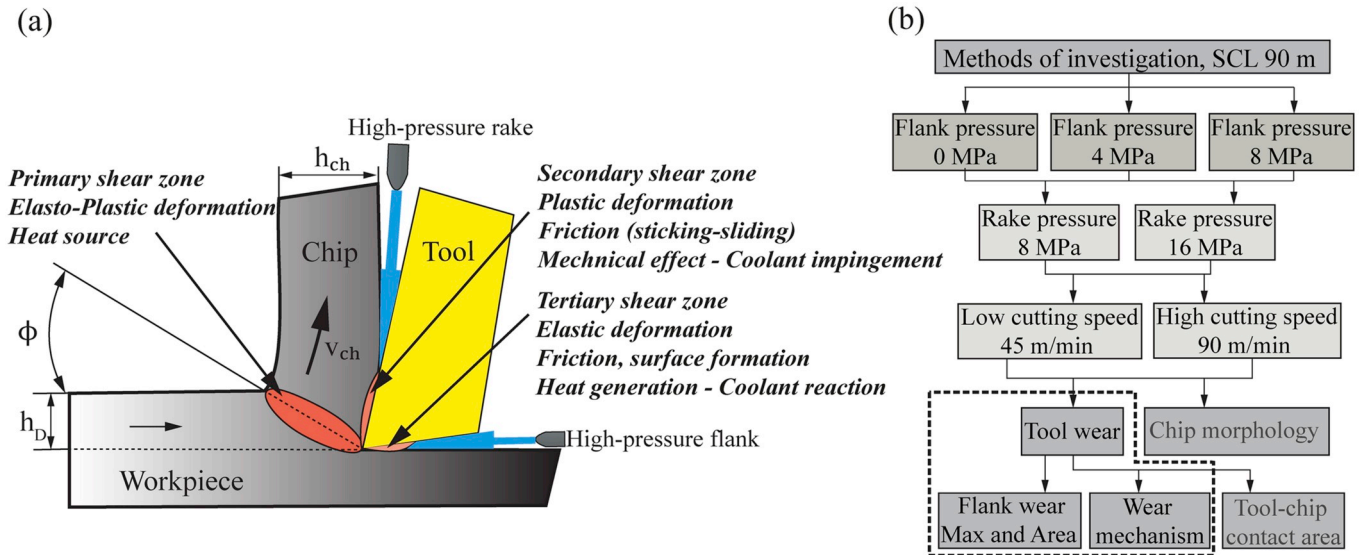 (a)
High-pressure rake
h_ch
Primary shear zone
Elasto-Plastic deformation
Heat source
Secondary shear zone
Plastic deformation
Friction (sticking-sliding)
Mechnical effect - Coolant impingement
Chip
Tool
Tertiary shear zone
Elastic deformation
Friction, surface formation
Heat generation - Coolant reaction
ϕ
v_ch
h_D
High-pressure flank
Workpiece
(b)
Methods of investigation, SCL 90 m
Flank pressure
0 MPa
Flank pressure
4 MPa
Flank pressure
8 MPa
Rake pressure
8 MPa
Rake pressure
16 MPa
Low cutting speed
45 m/min
High cutting speed
90 m/min
Tool wear
Chip morphology
Flank wear
Max and Area
Wear
mechanism
Tool-chip
contact area